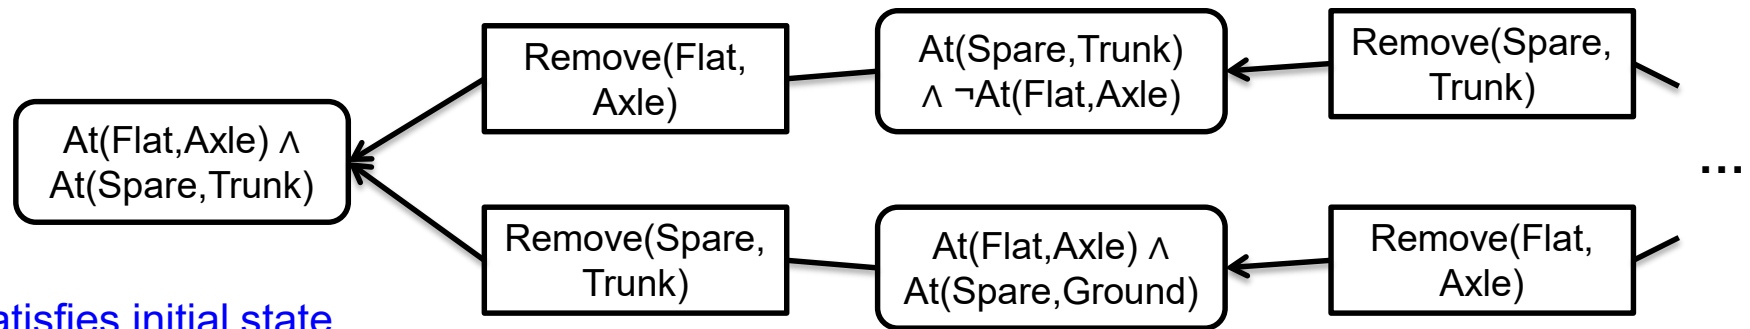 At(Flat,Axle) ∧
At(Spare,Trunk)
Remove(Flat,
Axle)
At(Spare,Trunk)
∧ ¬At(Flat,Axle)
Remove(Spare,
Trunk)
...
Remove(Spare,
Trunk)
At(Flat,Axle) ∧
At(Spare,Ground)
Remove(Flat,
Axle)
atisfies initial state